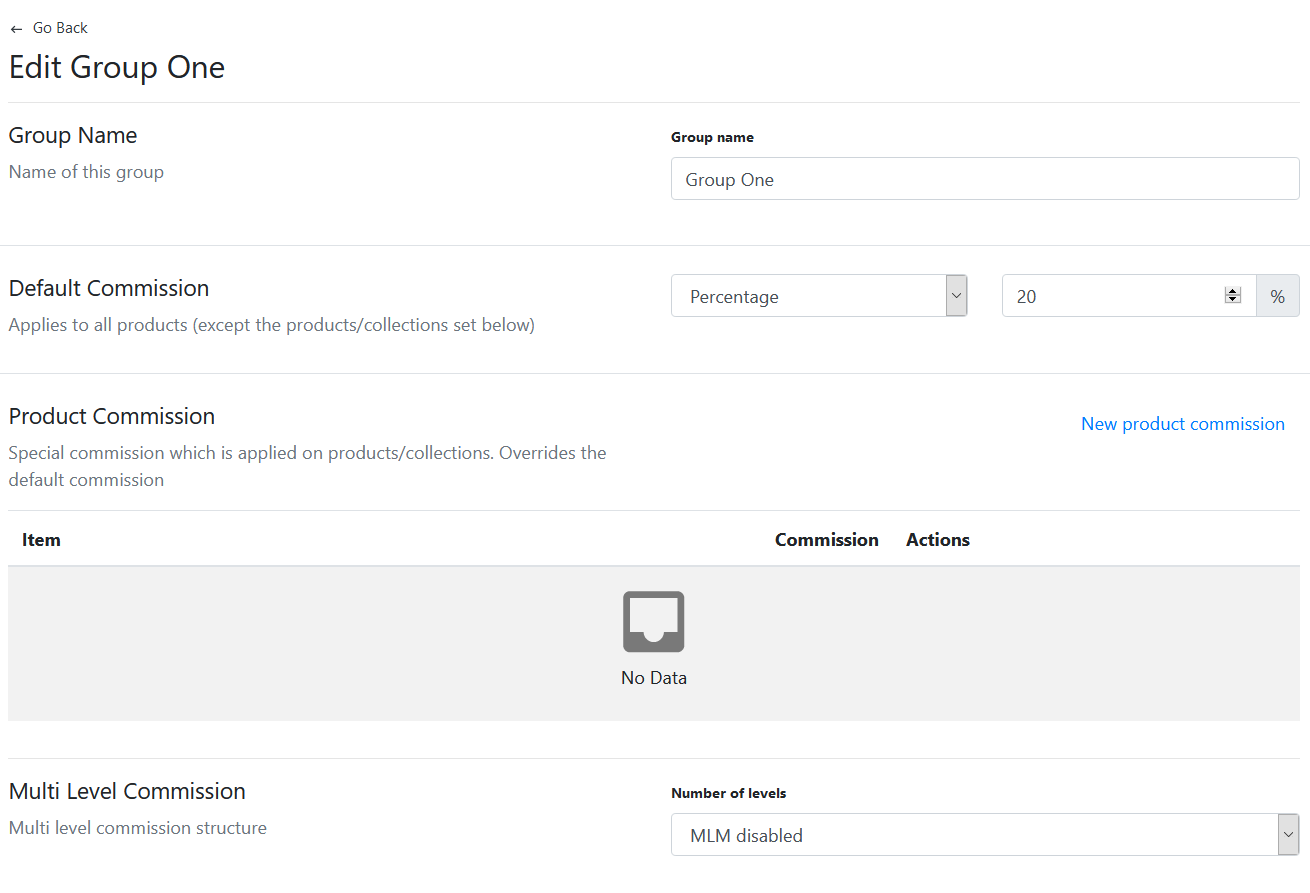 ← Go Back
Edit Group One
Group Name
Name of this group
Group name
Group One
Default Commission
Applies to all products (except the products/collections set below)
Percentage
20
%
Product Commission
Special commission which is applied on products/collections. Overrides the
default commission
New product commission
Item Commission Actions
No Data
Multi Level Commission
Multi level commission structure
Number of levels
MLM disabled